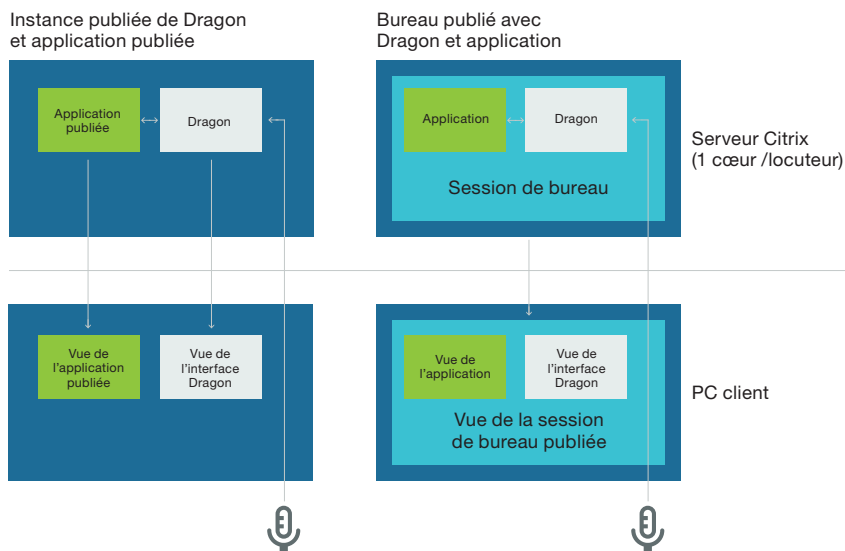 Instance publiée de Dragon
et application publiée
Bureau publié avec
Dragon et application
Application
publiée
Dragon
Application
Dragon
Session de bureau
Serveur Citrix
(1 cœur /locuteur)
Vue de
l’application
publiée
Vue de
l’interface
Dragon
Vue de
l’application
Vue de
l’interface
Dragon
Vue de la session
de bureau publiée
PC client